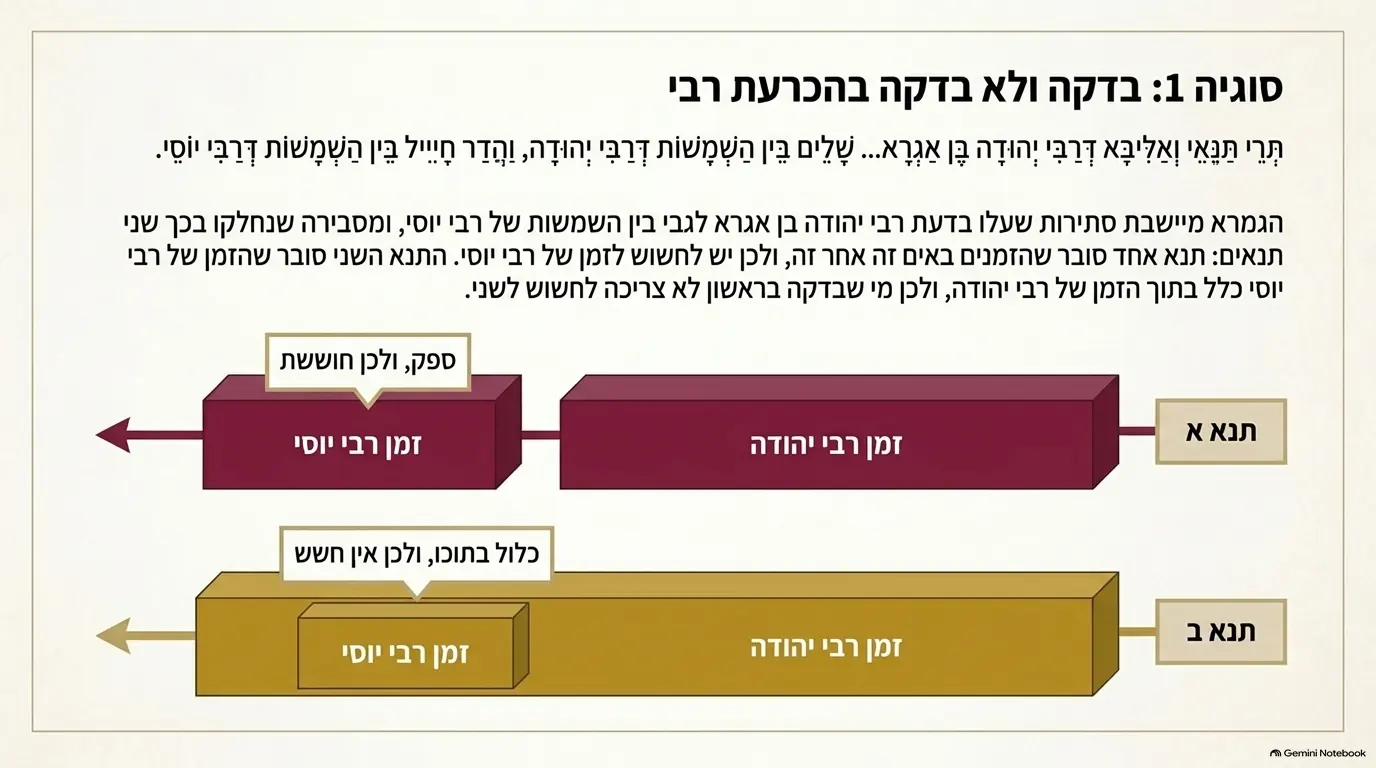 סוגיה 1: בדקה ולא בדקה בהכרעת רבי
תְּרֵי תַּנָּאֵי וְאַלִּיבָּא דְּרַבִּי יְהוּדָה בֶּן אַגְרָא... שָׁלֵים בֵּין הַשְּׁמָשׁוֹת דְּרַבִּי יְהוּדָה, וַהֲדַר חָיֵיל בֵּין הַשְּׁמָשׁוֹת דְּרַבִּי יוֹסֵי.
הגמרא מיישבת סתירות שעלו בדעת רבי יהודה בן אגרא לגבי בין השמשות של רבי יוסי, ומסבירה שנחלקו בכך שני
תנאים: תנא אחד סובר שהזמנים באים זה אחר זה, ולכן יש לחשוש לזמן של רבי יוסי. התנא השני סובר שהזמן של רבי
יוסי כלל בתוך הזמן של רבי יהודה, ולכן מי שבדקה בראשון לא צריכה לחשוש לשני.
תנא א
זמן רבי יהודה
ספק, ולכן חוששת
זמן רבי יוסי
תנא ב
זמן רבי יהודה
כלול בתוכו, ולכן אין חשש
זמן רבי יוסי
Gemini Notebook